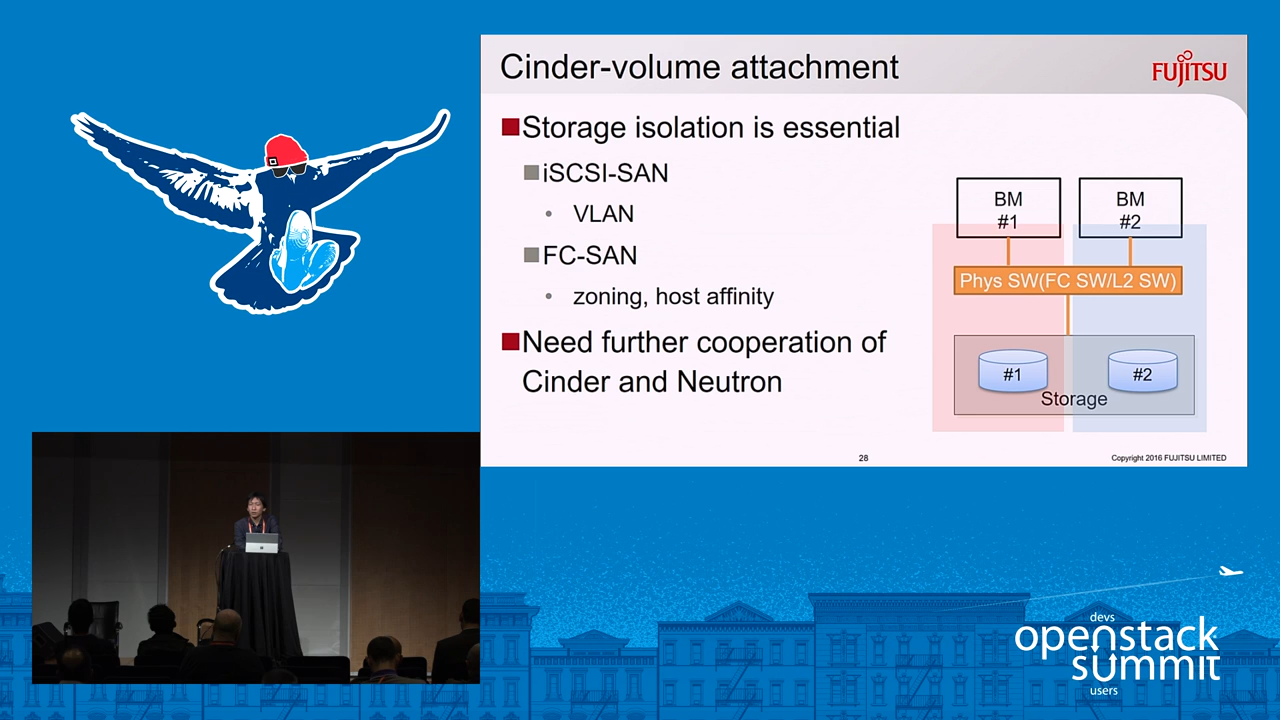 Cinder-volume attachment
FUJITSU
Storage isolation is essential
iSCSI-SAN
• VLAN
FC-SAN
• zoning, host affinity
Need further cooperation of
Cinder and Neutron
BM
#1
BM
#2
Phys SW(FC SW/L2 SW)
#1
#2
Storage
28
Copyright 2016 FUJITSU LIMITED
devs
openstack
summit
users